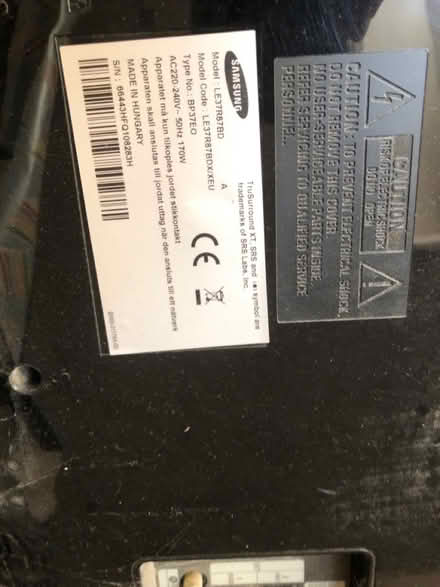 SAMSUNG
Model : LE37R87BD
Model Code : LE37R87BDX/XEU
Type No : BP37EO
A
AC220-240V~ 50Hz 170W
Apparatet må kun tilkoples jordet stikkontakt
Apparaten skall anslutas till jordat uttag när den ansluts till ett nätverk
MADE IN HUNGARY
S/N : 66443HFQ108283H
TruSurround XT, SRS and symbol are
trademarks of SRS Labs, Inc.
CE
CAUTION
RISK OF ELECTRIC SHOCK
DO NOT OPEN
CAUTION: TO PREVENT ELECTRICAL SHOCK,
DO NOT REMOVE COVER.
NO USER SERVICEABLE PARTS INSIDE.
REFER TO QUALIFIED SERVICE
PERSONNEL.